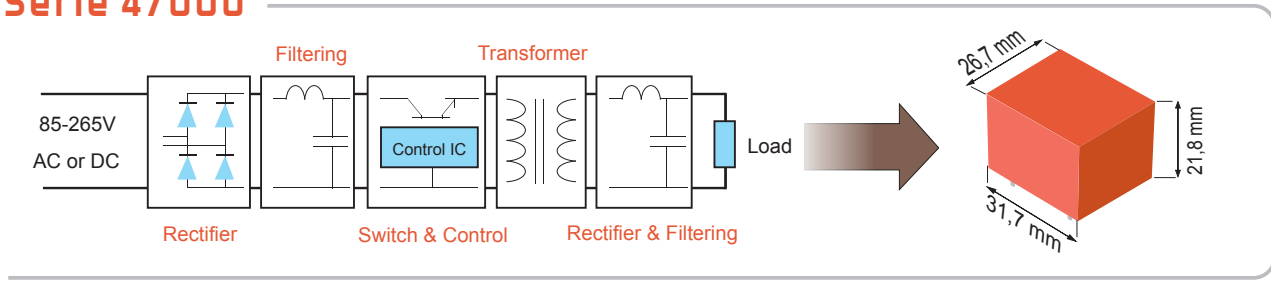 Serie 47000
Filtering
Transformer
26,7 mm
85-265V
AC or DC
Control IC
Load
21,8 mm
31,7 mm
Rectifier
Switch & Control
Rectifier & Filtering